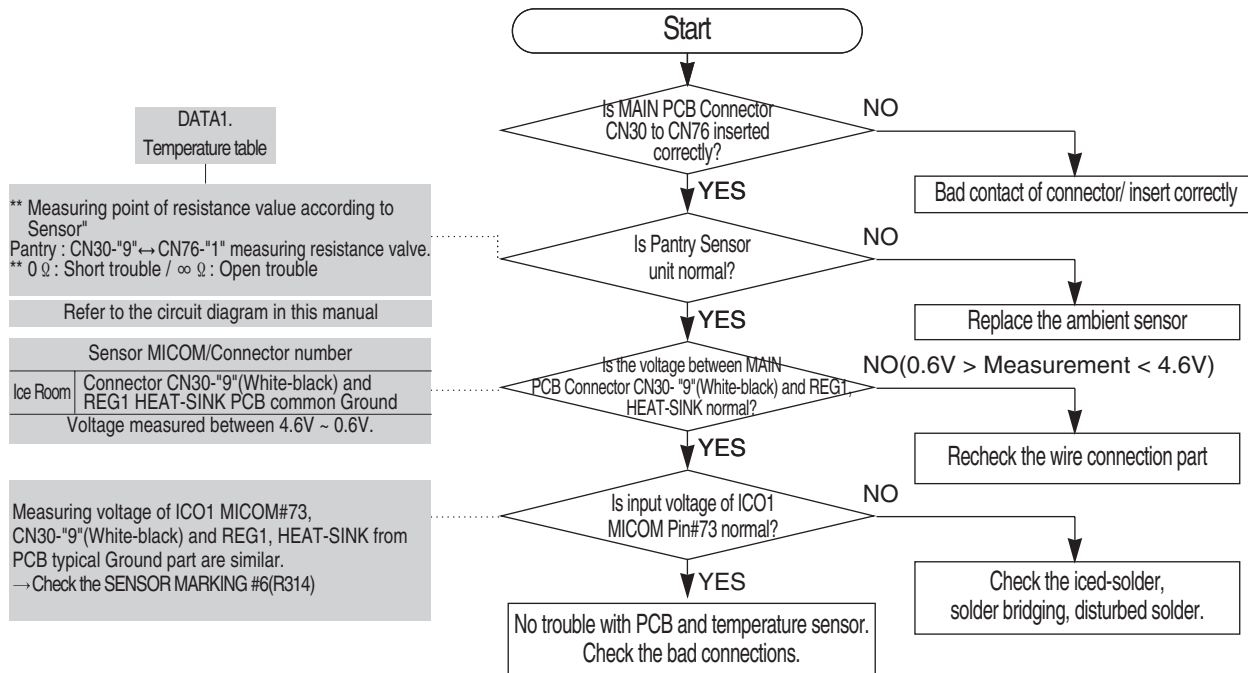 Start
Is MAIN PCB Connector
CN30 to CN76 inserted
correctly?
NO
Bad contact of connector/ insert correctly
YES
DATA1.
Temperature table
** Measuring point of resistance value according to
Sensor"
Pantry : CN30-"9"↔CN76-"1" measuring resistance valve.
** 0 Ω : Short trouble / ∞ Ω : Open trouble
Refer to the circuit diagram in this manual
Is Pantry Sensor
unit normal?
NO
Replace the ambient sensor
YES
Sensor MICOM/Connector number
Ice Room
Connector CN30-"9"(White-black) and
REG1 HEAT-SINK PCB common Ground
Voltage measured between 4.6V ~ 0.6V.
Is the voltage between MAIN
PCB Connector CN30- "9"(White-black) and REG1,
HEAT-SINK normal?
NO(0.6V > Measurement < 4.6V)
Recheck the wire connection part
YES
Measuring voltage of ICO1 MICOM#73,
CN30-"9"(White-black) and REG1, HEAT-SINK from
PCB typical Ground part are similar.
→Check the SENSOR MARKING #6(R314)
Is input voltage of ICO1
MICOM Pin#73 normal?
NO
Check the iced-solder,
solder bridging, disturbed solder.
YES
No trouble with PCB and temperature sensor.
Check the bad connections.